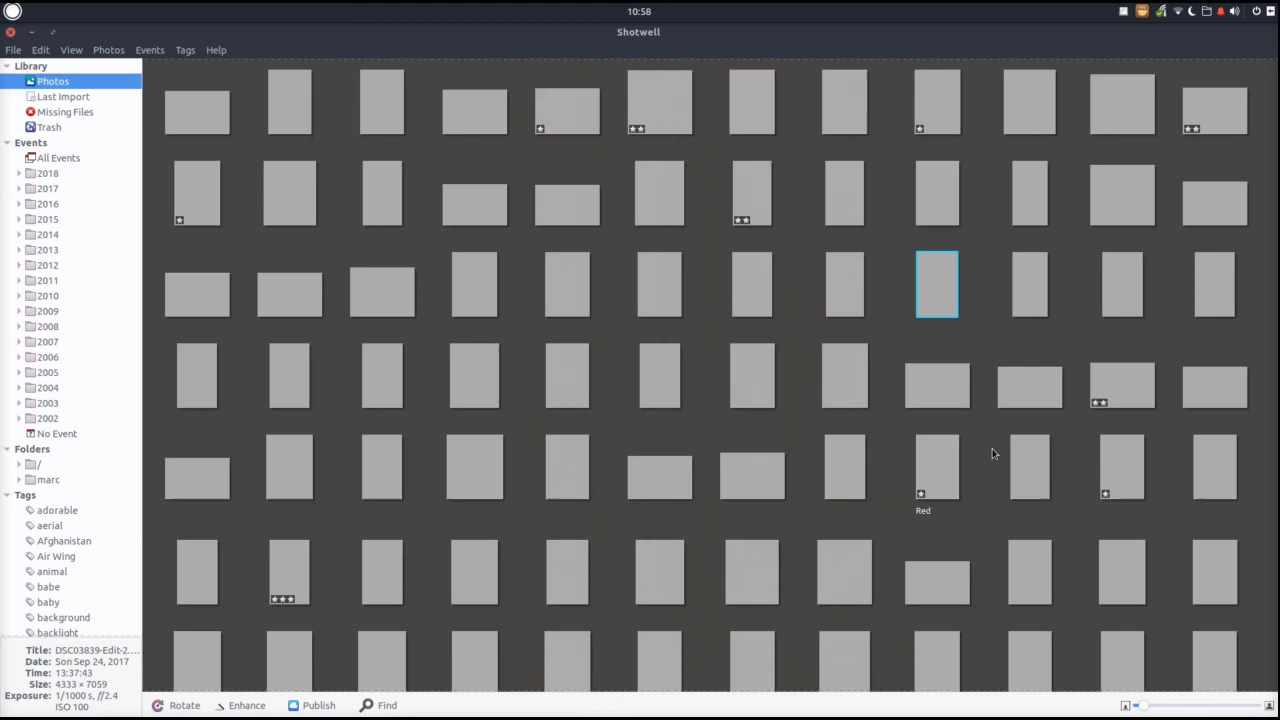 10:58
Shotwell
File Edit View Photos Events Tags Help
Library
Photos
Last Import
Missing Files
Trash
Events
All Events
2018
2017
2016
2015
2014
2013
2012
2011
2010
2009
2008
2007
2006
2005
2004
2003
2002
No Event
Folders
/
marc
Tags
adorable
aerial
Afghanistan
Air Wing
animal
babe
baby
background
backlight
Red
Title: DSC03839-Edit-2....
Date: Sun Sep 24, 2017
Time: 13:37:43
Size: 4333 × 7059
Exposure: 1/1000 s, f/2.4
ISO 100
Rotate Enhance Publish Find